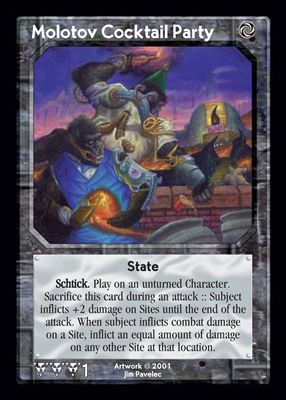 Molotov Cocktail Party
State
Schtick. Play on an unturned Character.
Sacrifice this card during an attack :: Subject
inflicts +2 damage on Sites until the end of the
attack. When subject inflicts combat damage
on a Site, inflict an equal amount of damage
on any other Site at that location.
1
Artwork © 2001
Jim Pavelec